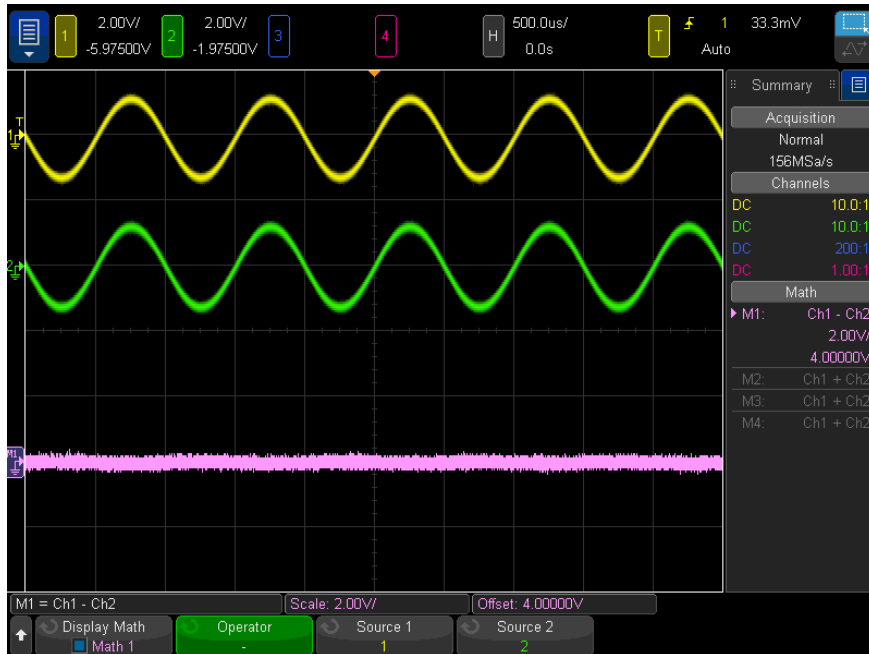 1 2.00V/ 2 2.00V/ 3 4 H 500.0us/ T 1 33.3mV
-5.97500V -1.97500V 0.0s Auto
Summary
Acquisition
Normal
156MSa/s
Channels
DC 10.0:1
DC 10.0:1
DC 200:1
DC 1.00:1
Math
M1: Ch1 - Ch2
2.00V/
4.00000V
M2: Ch1 + Ch2
M3: Ch1 + Ch2
M4: Ch1 + Ch2
T
1
2
M1
M1 = Ch1 - Ch2 Scale: 2.00V/ Offset: 4.00000V
Display Math Operator Source 1 Source 2
Math 1 - 1 2